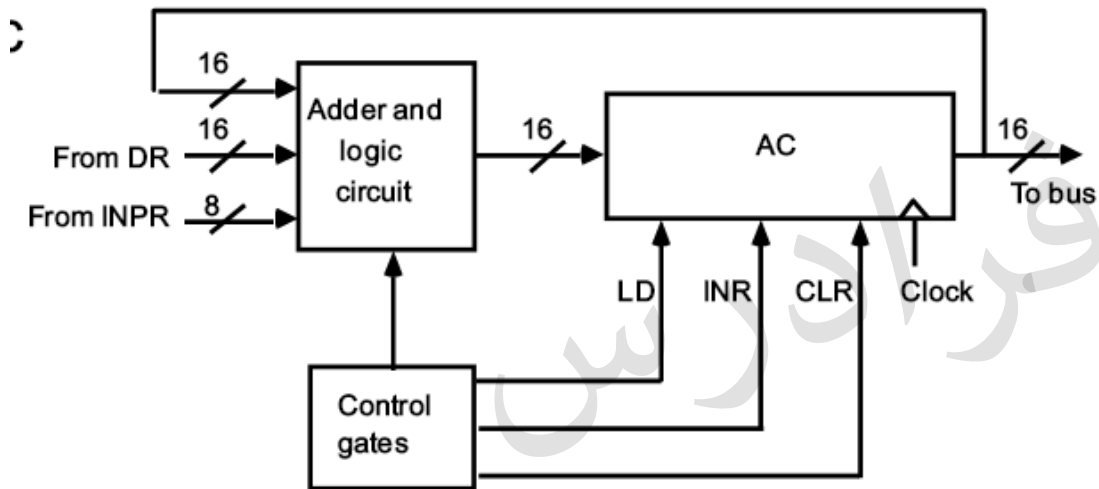 16
Adder and
logic
circuit
16
From DR
8
From INPR
16
AC
16
To bus
LD
INR
CLR
Clock
Control
gates
فرادرس